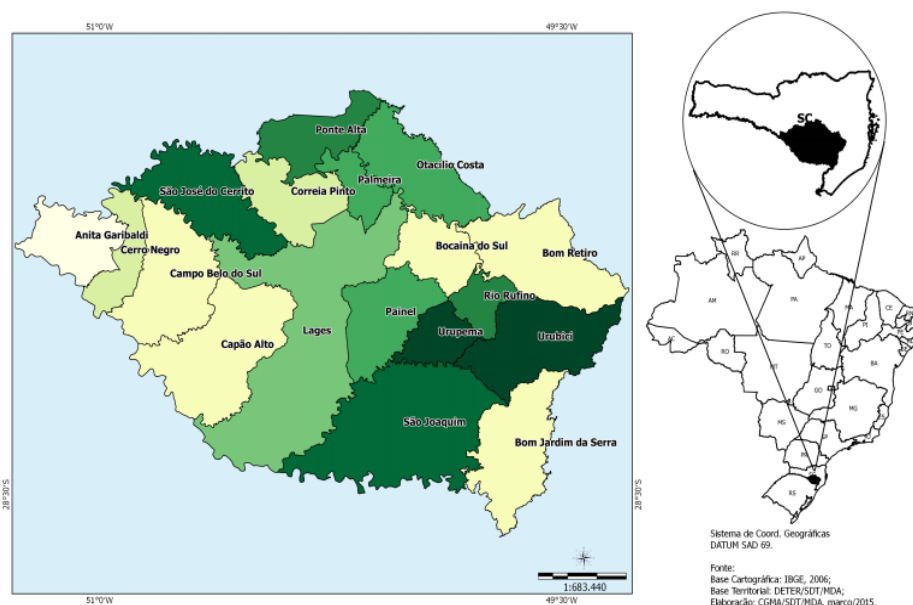 51°0'W
49°30'W
Ponte Alta
Otacilio Costa
São José do Cerrito
Correia Pinto
Palmeira
Anita Garibaldi
Cerro Negro
Bocaina do Sul
Bom Retiro
Campo Belo do Sul
Rio Rufino
Lages
Painel
Urupema
Urubici
Capão Alto
São Joaquim
Bom Jardim da Serra
28°30'S
28°30'S
1:683.440
51°0'W
49°30'W
SC
RR
AP
AM
PA
MA
CE
PI
AC
TO
RO
BA
MT
GO
MG
MS
PR
RS
Sistema de Coord. Geográficas
DATUM SAD 69.
Fonte:
Base Cartográfica: IBGE, 2006;
Base Territorial: DETER/SDT/MDA;
Elaboração: CGMA/SDT/MDA, março/2015.